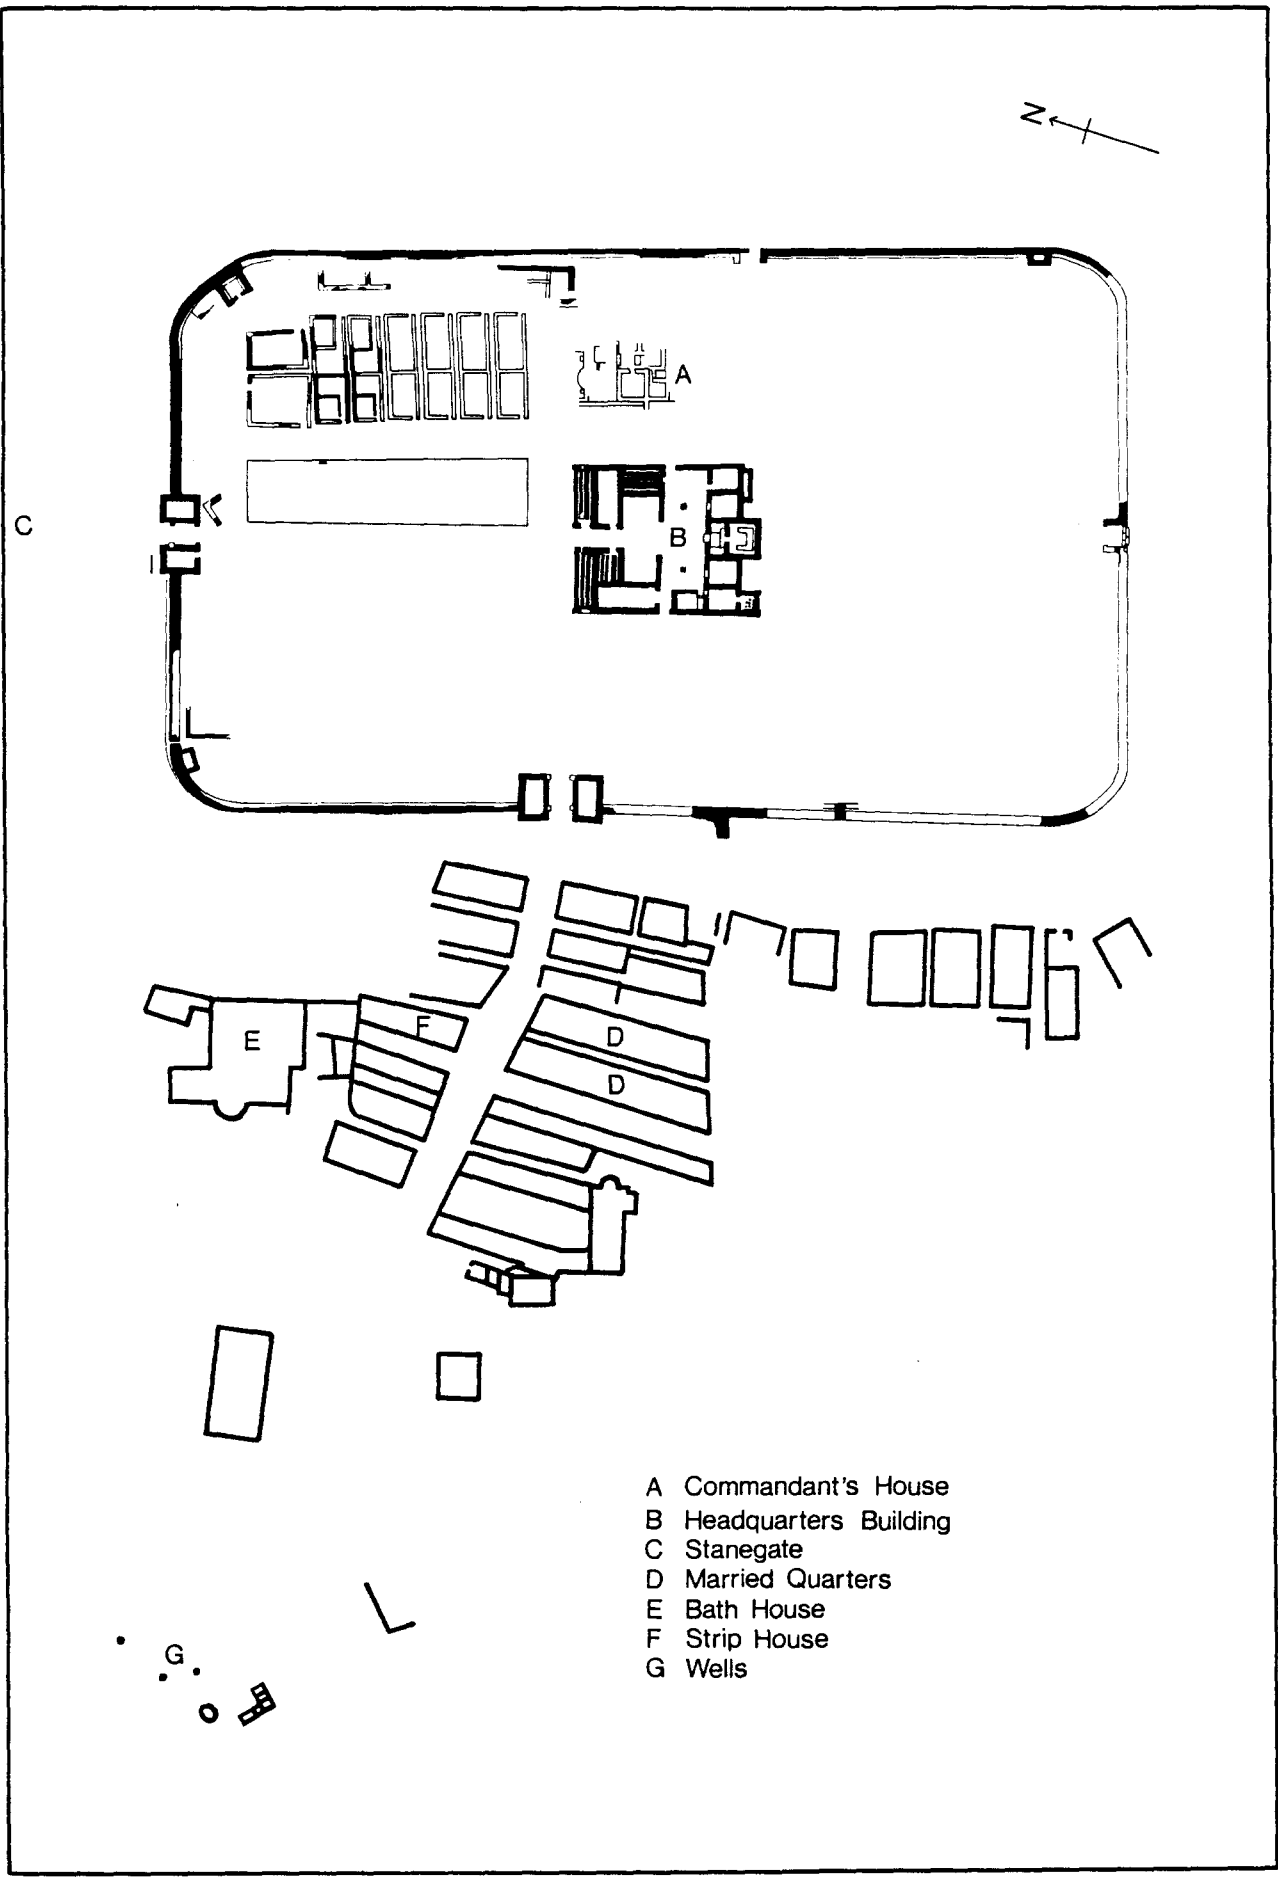 N
A
C
B
F
E
D
D
A Commandant's House
B Headquarters Building
C Stanegate
D Married Quarters
E Bath House
F Strip House
G Wells
G